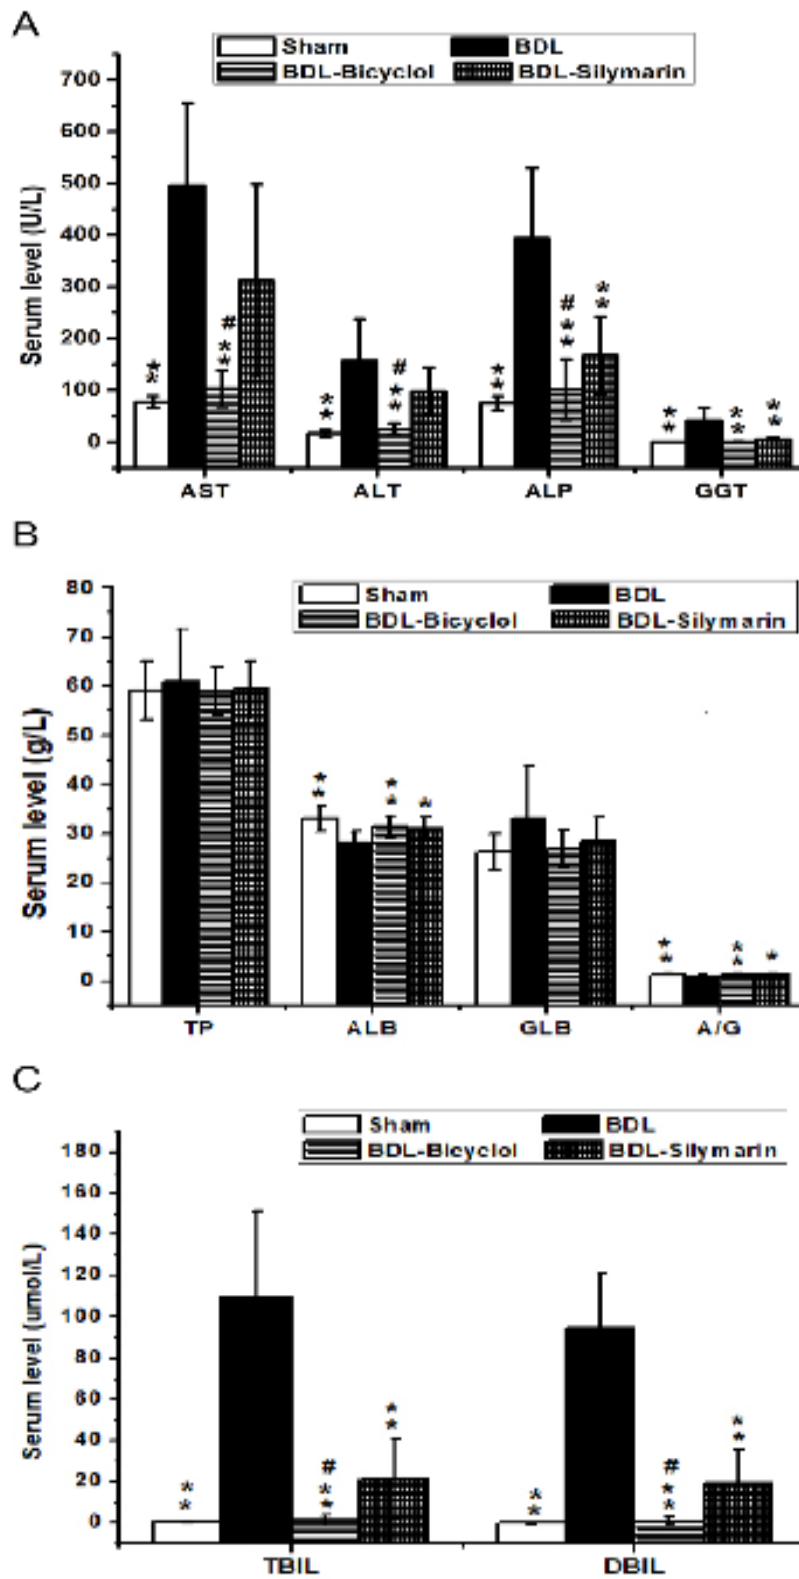 A
Sham BDL
BDL-Bicyclol BDL-Silymarin
Serum level (U/L)
700
600
500
400
300
200
100
0
** ** # ** ** # ** ** # ** ** ** ** **
AST ALT ALP GGT
B
Sham BDL
BDL-Bicyclol BDL-Silymarin
Serum level (g/L)
80
70
60
50
40
30
20
10
0
** ** * ** ** *
TP ALB GLB A/G
C
Sham BDL
BDL-Bicyclol BDL-Silymarin
Serum level (umol/L)
180
160
140
120
100
80
60
40
20
0
** # ** ** ** # ** **
TBIL DBIL